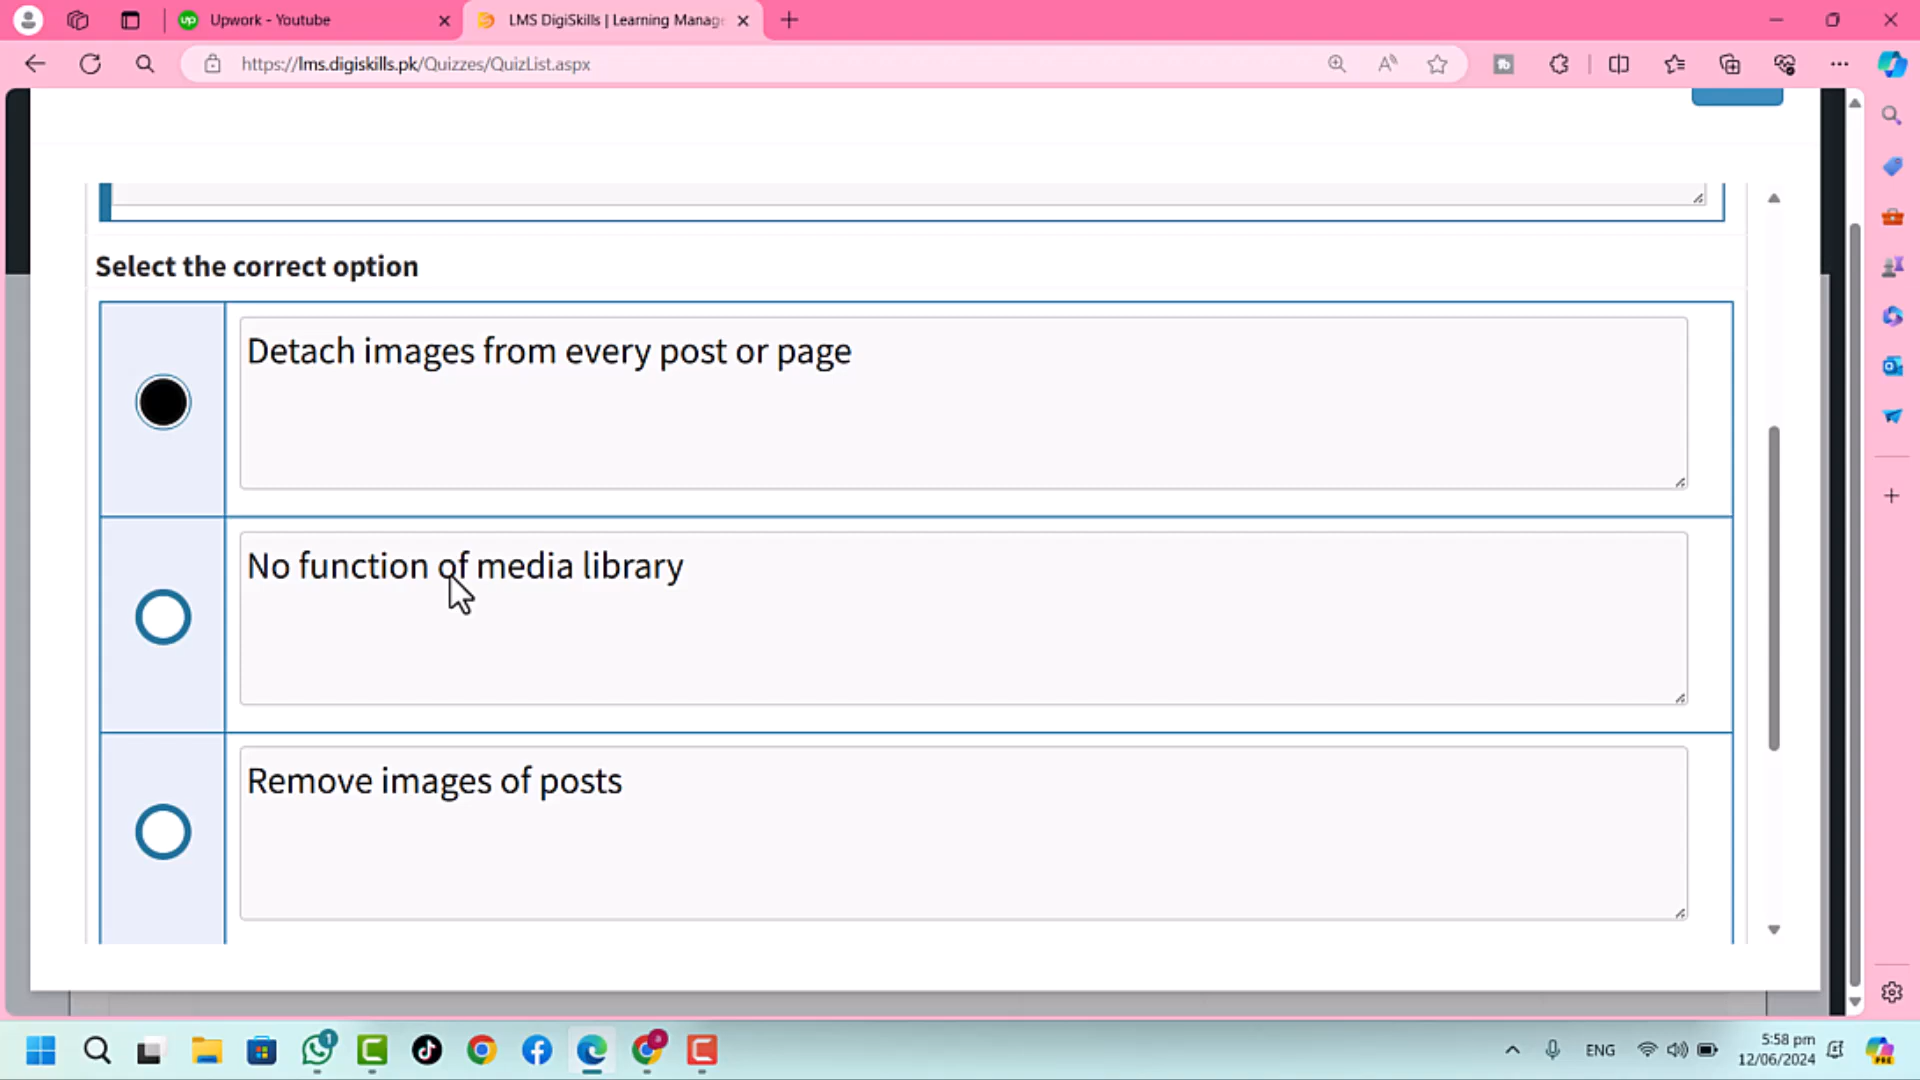 Upwork - Youtube
LMS DigiSkills | Learning Manage
https://lms.digiskills.pk/Quizzes/QuizList.aspx
Select the correct option
Detach images from every post or page
No function of media library
Remove images of posts
ENG
5:58 pm
12/06/2024